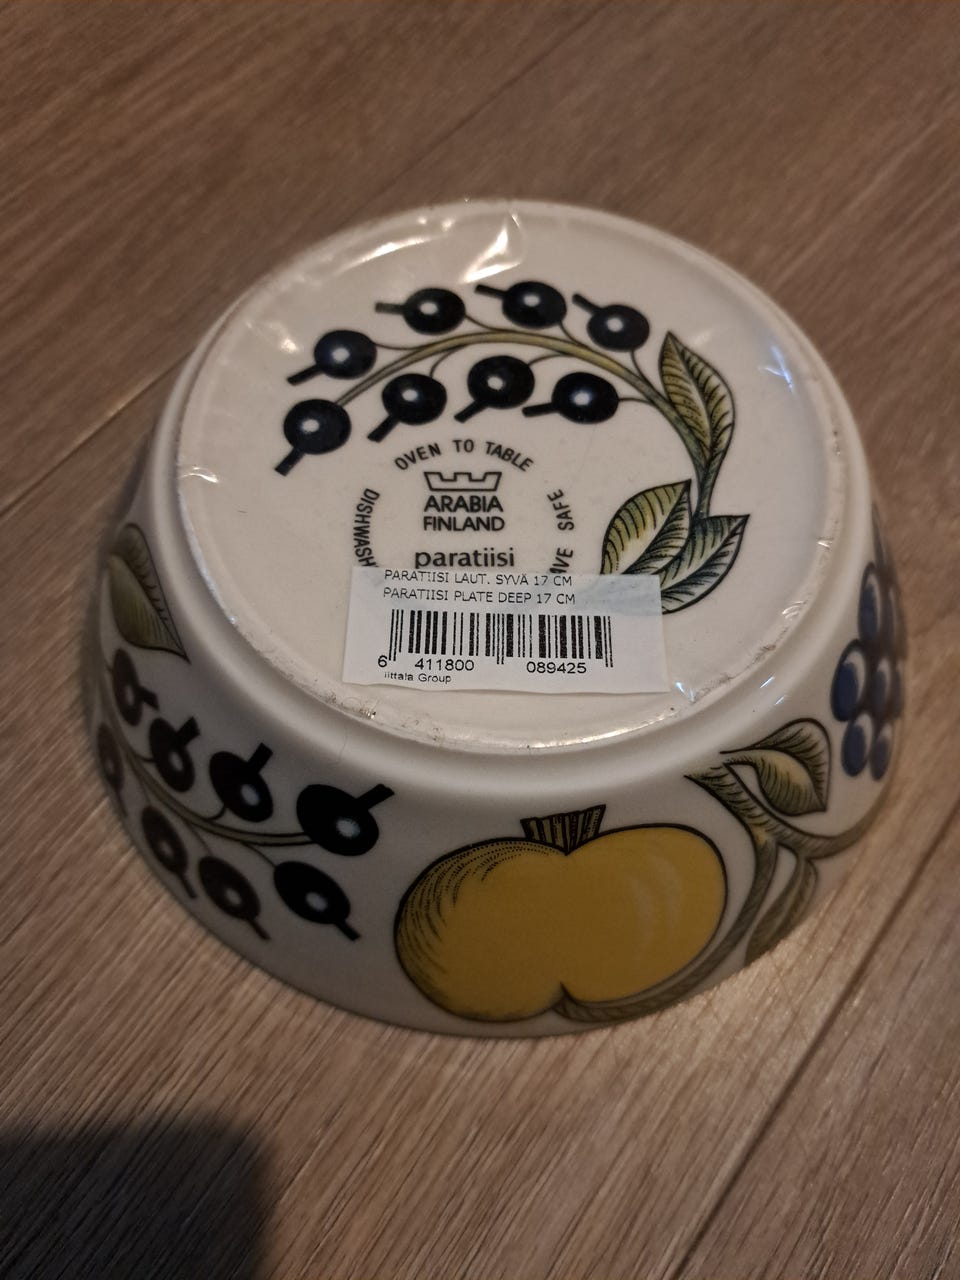 OVEN TO TABLE
ARABIA
FINLAND
DISHWASH
VE SAFE
paratiisi
PARATIISI LAUT. SYVÄ 17 CM
PARATIISI PLATE DEEP 17 CM
6 411800 089425
Iittala Group